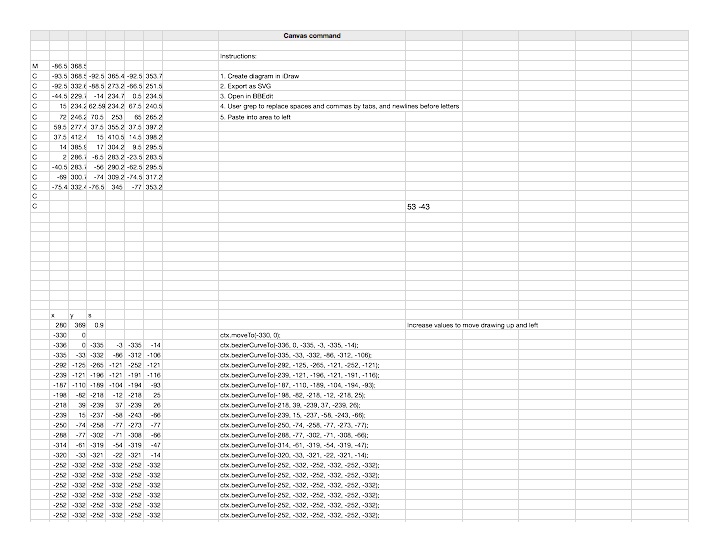 Canvas command
Instructions:
M -86.5 368.5
C -93.5 368.5 -92.5 365.4 -92.5 353.7 1. Create diagram in iDraw
C -92.5 332.6 -88.5 273.2 -66.5 251.5 2. Export as SVG
C -44.5 229.7 -14 234.7 0.5 234.5 3. Open in BBEdit
C 15 234.2 62.59 234.2 67.5 240.5 4. User grep to replace spaces and commas by tabs, and newlines before letters
C 72 246.2 70.5 253 65 265.2 5. Paste into area to left
C 59.5 277.4 37.5 355.2 37.5 397.2
C 37.5 412.4 15 410.5 14.5 398.2
C 14 385.9 17 304.2 9.5 295.5
C 2 286.7 -6.5 283.2 -23.5 283.5
C -40.5 283.7 -56 290.2 -62.5 295.5
C -69 300.7 -74 309.2 -74.5 317.2
C -75.4 332.4 -76.5 345 -77 353.2
C
C 53 -43
x y s
280 369 0.9 Increase values to move drawing up and left
-330 0 ctx.moveTo(-330, 0);
-336 0 -335 -3 -335 -14 ctx.bezierCurveTo(-336, 0, -335, -3, -335, -14);
-335 -33 -332 -86 -312 -106 ctx.bezierCurveTo(-335, -33, -332, -86, -312, -106);
-292 -125 -265 -121 -252 -121 ctx.bezierCurveTo(-292, -125, -265, -121, -252, -121);
-239 -121 -196 -121 -191 -116 ctx.bezierCurveTo(-239, -121, -196, -121, -191, -116);
-187 -110 -189 -104 -194 -93 ctx.bezierCurveTo(-187, -110, -189, -104, -194, -93);
-198 -82 -218 -12 -218 25 ctx.bezierCurveTo(-198, -82, -218, -12, -218, 25);
-218 39 -239 37 -239 26 ctx.bezierCurveTo(-218, 39, -239, 37, -239, 26);
-239 15 -237 -58 -243 -66 ctx.bezierCurveTo(-239, 15, -237, -58, -243, -66);
-250 -74 -258 -77 -273 -77 ctx.bezierCurveTo(-250, -74, -258, -77, -273, -77);
-288 -77 -302 -71 -308 -66 ctx.bezierCurveTo(-288, -77, -302, -71, -308, -66);
-314 -61 -319 -54 -319 -47 ctx.bezierCurveTo(-314, -61, -319, -54, -319, -47);
-320 -33 -321 -22 -321 -14 ctx.bezierCurveTo(-320, -33, -321, -22, -321, -14);
-252 -332 -252 -332 -252 -332 ctx.bezierCurveTo(-252, -332, -252, -332, -252, -332);
-252 -332 -252 -332 -252 -332 ctx.bezierCurveTo(-252, -332, -252, -332, -252, -332);
-252 -332 -252 -332 -252 -332 ctx.bezierCurveTo(-252, -332, -252, -332, -252, -332);
-252 -332 -252 -332 -252 -332 ctx.bezierCurveTo(-252, -332, -252, -332, -252, -332);
-252 -332 -252 -332 -252 -332 ctx.bezierCurveTo(-252, -332, -252, -332, -252, -332);